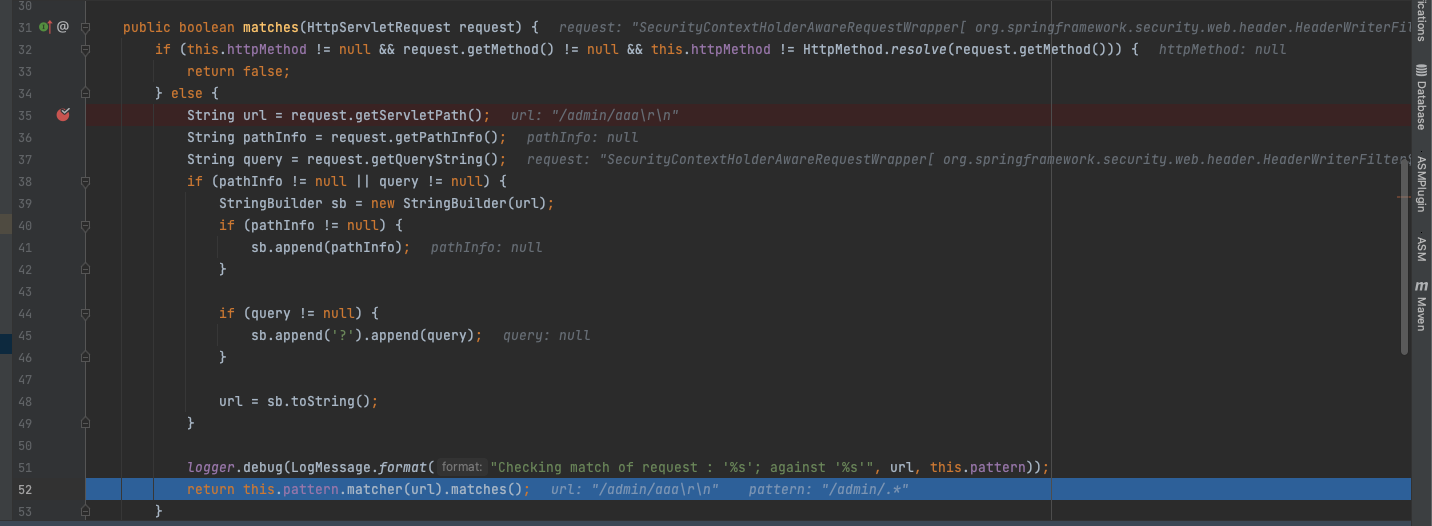 30
31 @ public boolean matches(HttpServletRequest request) { request: "SecurityContextHolderAwareRequestWrapper[ org.springframework.security.web.header.HeaderWriterFil
32 if (this.httpMethod != null && request.getMethod() != null && this.httpMethod != HttpMethod.resolve(request.getMethod())) { httpMethod: null
33 return false;
34 } else {
35 String url = request.getServletPath(); url: "/admin/aaa\r\n"
36 String pathInfo = request.getPathInfo(); pathInfo: null
37 String query = request.getQueryString(); request: "SecurityContextHolderAwareRequestWrapper[ org.springframework.security.web.header.HeaderWriterFilter
38 if (pathInfo != null || query != null) {
39 StringBuilder sb = new StringBuilder(url);
40 if (pathInfo != null) {
41 sb.append(pathInfo); pathInfo: null
42 }
43
44 if (query != null) {
45 sb.append('?').append(query); query: null
46 }
47
48 url = sb.toString();
49 }
50
51 logger.debug(LogMessage.format( format: "Checking match of request : '%s'; against '%s'", url, this.pattern));
52 return this.pattern.matcher(url).matches(); url: "/admin/aaa\r\n" pattern: "/admin/.*"
53 }
ications
Database
ASMPlugin
ASM
m Maven